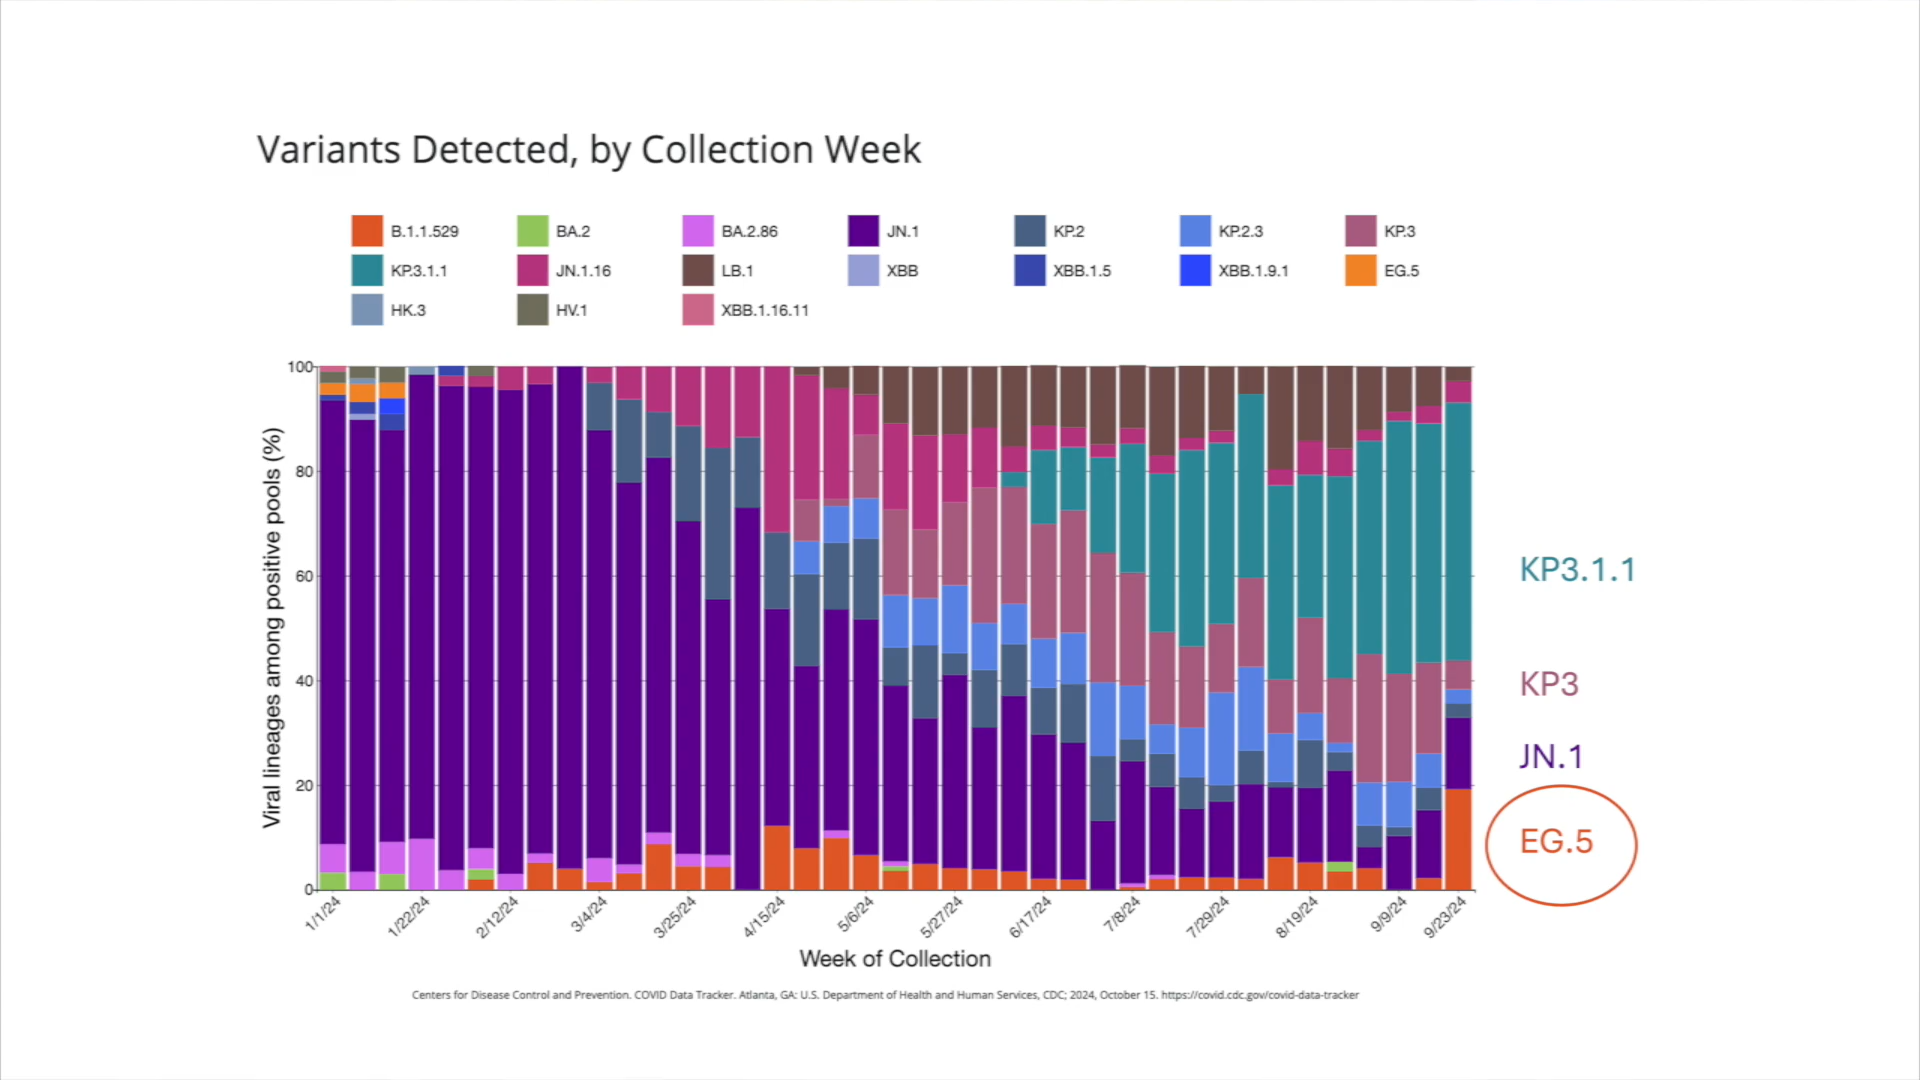 Variants Detected, by Collection Week
B.1.1.529 BA.2 BA.2.86 JN.1 KP.2 KP.2.3 KP.3
KP.3.1.1 JN.1.16 LB.1 XBB XBB.1.5 XBB.1.9.1 EG.5
HK.3 HV.1 XBB.1.16.11
Viral lineages among positive pools (%)
100
80
60
40
20
0
KP3.1.1
KP3
JN.1
EG.5
1/1/24 1/22/24 2/12/24 3/4/24 3/25/24 4/15/24 5/6/24 5/27/24 6/17/24 7/8/24 7/29/24 8/19/24 9/9/24 9/23/24
Week of Collection
Centers for Disease Control and Prevention. COVID Data Tracker. Atlanta, GA: U.S. Department of Health and Human Services, CDC; 2024, October 15. https://covid.cdc.gov/covid-data-tracker